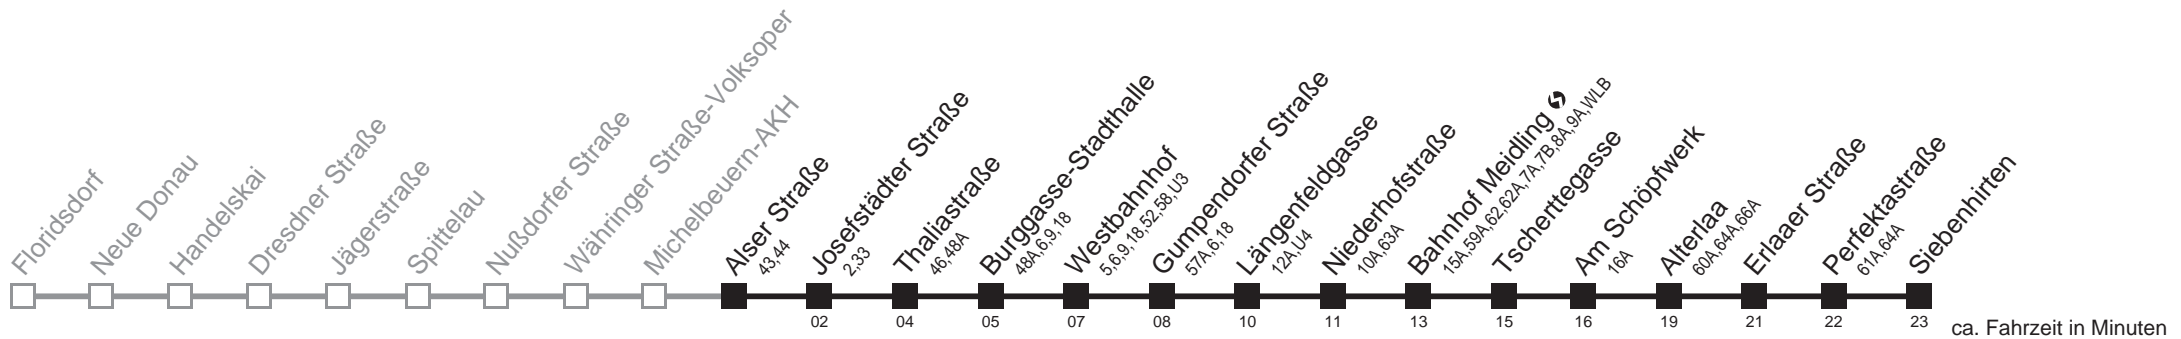 Floridsdorf
Neue Donau
Handelskai
Dresdner Straße
Jägerstraße
Spittelau
Nußdorfer Straße
Währinger Straße-Volksoper
Michelbeuern-AKH
Alser Straße
43,44
Josefstädter Straße
2,33
Thaliastraße
46,48A
Burggasse-Stadthalle
48A,6,9,18
Westbahnhof
5,6,9,18,52,58,U3
Gumpendorfer Straße
57A,6,18
Längenfeldgasse
12A,U4
Niederhofstraße
10A,63A
Bahnhof Meidling
15A,59A,62,62A,7A,7B,8A,9A,WLB
Tscherttegasse
Am Schöpfwerk
16A
Alterlaa
60A,64A,66A
Erlaaer Straße
Perfektastraße
61A,64A
Siebenhirten
02 04 05 07 08 10 11 13 15 16 19 21 22 23
ca. Fahrzeit in Minuten